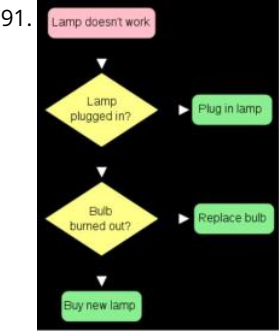 91.
Lamp doesn't work
Lamp
plugged in?
Plug in lamp
Bulb
burned out?
Replace bulb
Buy new lamp